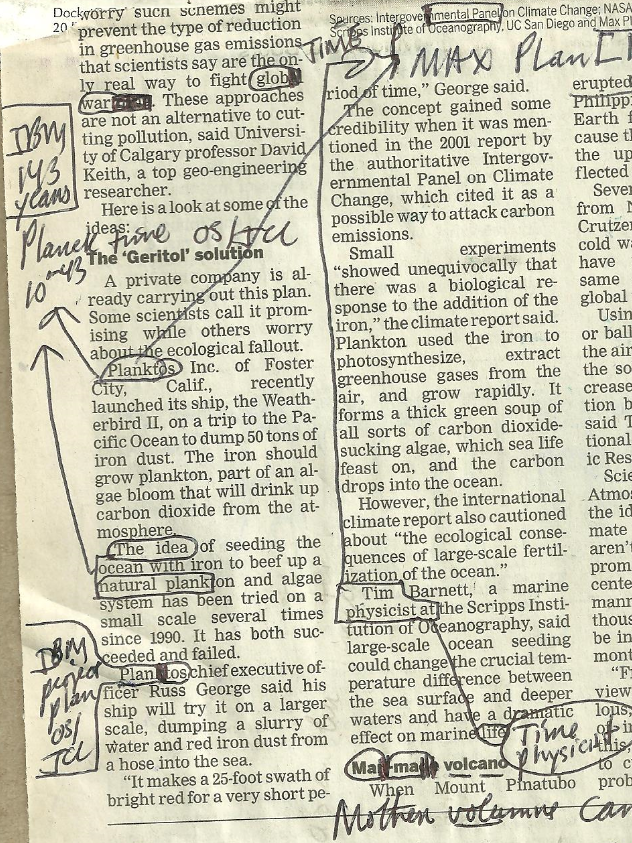 worry such schemes might
prevent the type of reduction
in greenhouse gas emissions
that scientists say are the on-
ly real way to fight glob
war. These approaches
are not an alternative to cut-
ting pollution, said Universi-
ty of Calgary professor David
Keith, a top geo-engineering
researcher.
Here is a look at some of the
ideas:
The 'Geritol' solution
A private company is al-
ready carrying out this plan.
Some scientists call it prom-
ising while others worry
about the ecological fallout.
Planktos Inc. of Foster
City, Calif., recently
launched its ship, the Weath-
erbird II, on a trip to the Pa-
cific Ocean to dump 50 tons of
iron dust. The iron should
grow plankton, part of an al-
gae bloom that will drink up
carbon dioxide from the at-
mosphere.
The idea of seeding the
ocean with iron to beef up a
natural plankton and algae
system has been tried on a
small scale several times
since 1990. It has both suc-
ceeded and failed.
Planktos chief executive of-
ficer Russ George said his
ship will try it on a larger
scale, dumping a slurry of
water and red iron dust from
a hose into the sea.
"It makes a 25-foot swath of
bright red for a very short pe-
Sources: Intergovernmental Panel on Climate Change; NASA
Scripps Institute of Oceanography, UC San Diego and Max Pl
riod of time," George said.
The concept gained some
credibility when it was men-
tioned in the 2001 report by
the authoritative Intergov-
ernmental Panel on Climate
Change, which cited it as a
possible way to attack carbon
emissions.
Small experiments
"showed unequivocally that
there was a biological re-
sponse to the addition of the
iron," the climate report said.
Plankton used the iron to
photosynthesize, extract
greenhouse gases from the
air, and grow rapidly. It
forms a thick green soup of
all sorts of carbon dioxide-
sucking algae, which sea life
feast on, and the carbon
drops into the ocean.
However, the international
climate report also cautioned
about "the ecological conse-
quences of large-scale fertil-
ization of the ocean."
Tim Barnett, a marine
physicist at the Scripps Insti-
tution of Oceanography, said
large-scale ocean seeding
could change the crucial tem-
perature difference between
the sea surface and deeper
waters and have a dramatic
effect on marine life.
Man-made volcano
When Mount Pinatubo
erupted
Philipp
Earth f
cause th
the up
flected
Seve
from N
Crutzer
cold wa
have
same
global
Usin
or ball
the air
the so
crease
tion b
said T
tional
ic Res
Scie
Atmos
the id
mate
aren't
prom
cente
mann
thous
be in
mont
"F
view
lous,
of i
this,
to c
prob
TIME
MAX Plan
IBM
143
years
Planck time OS/JCL
10^-43
IBM
project
plan
OS/
JCL
Time
physicist
Mother volumne Can